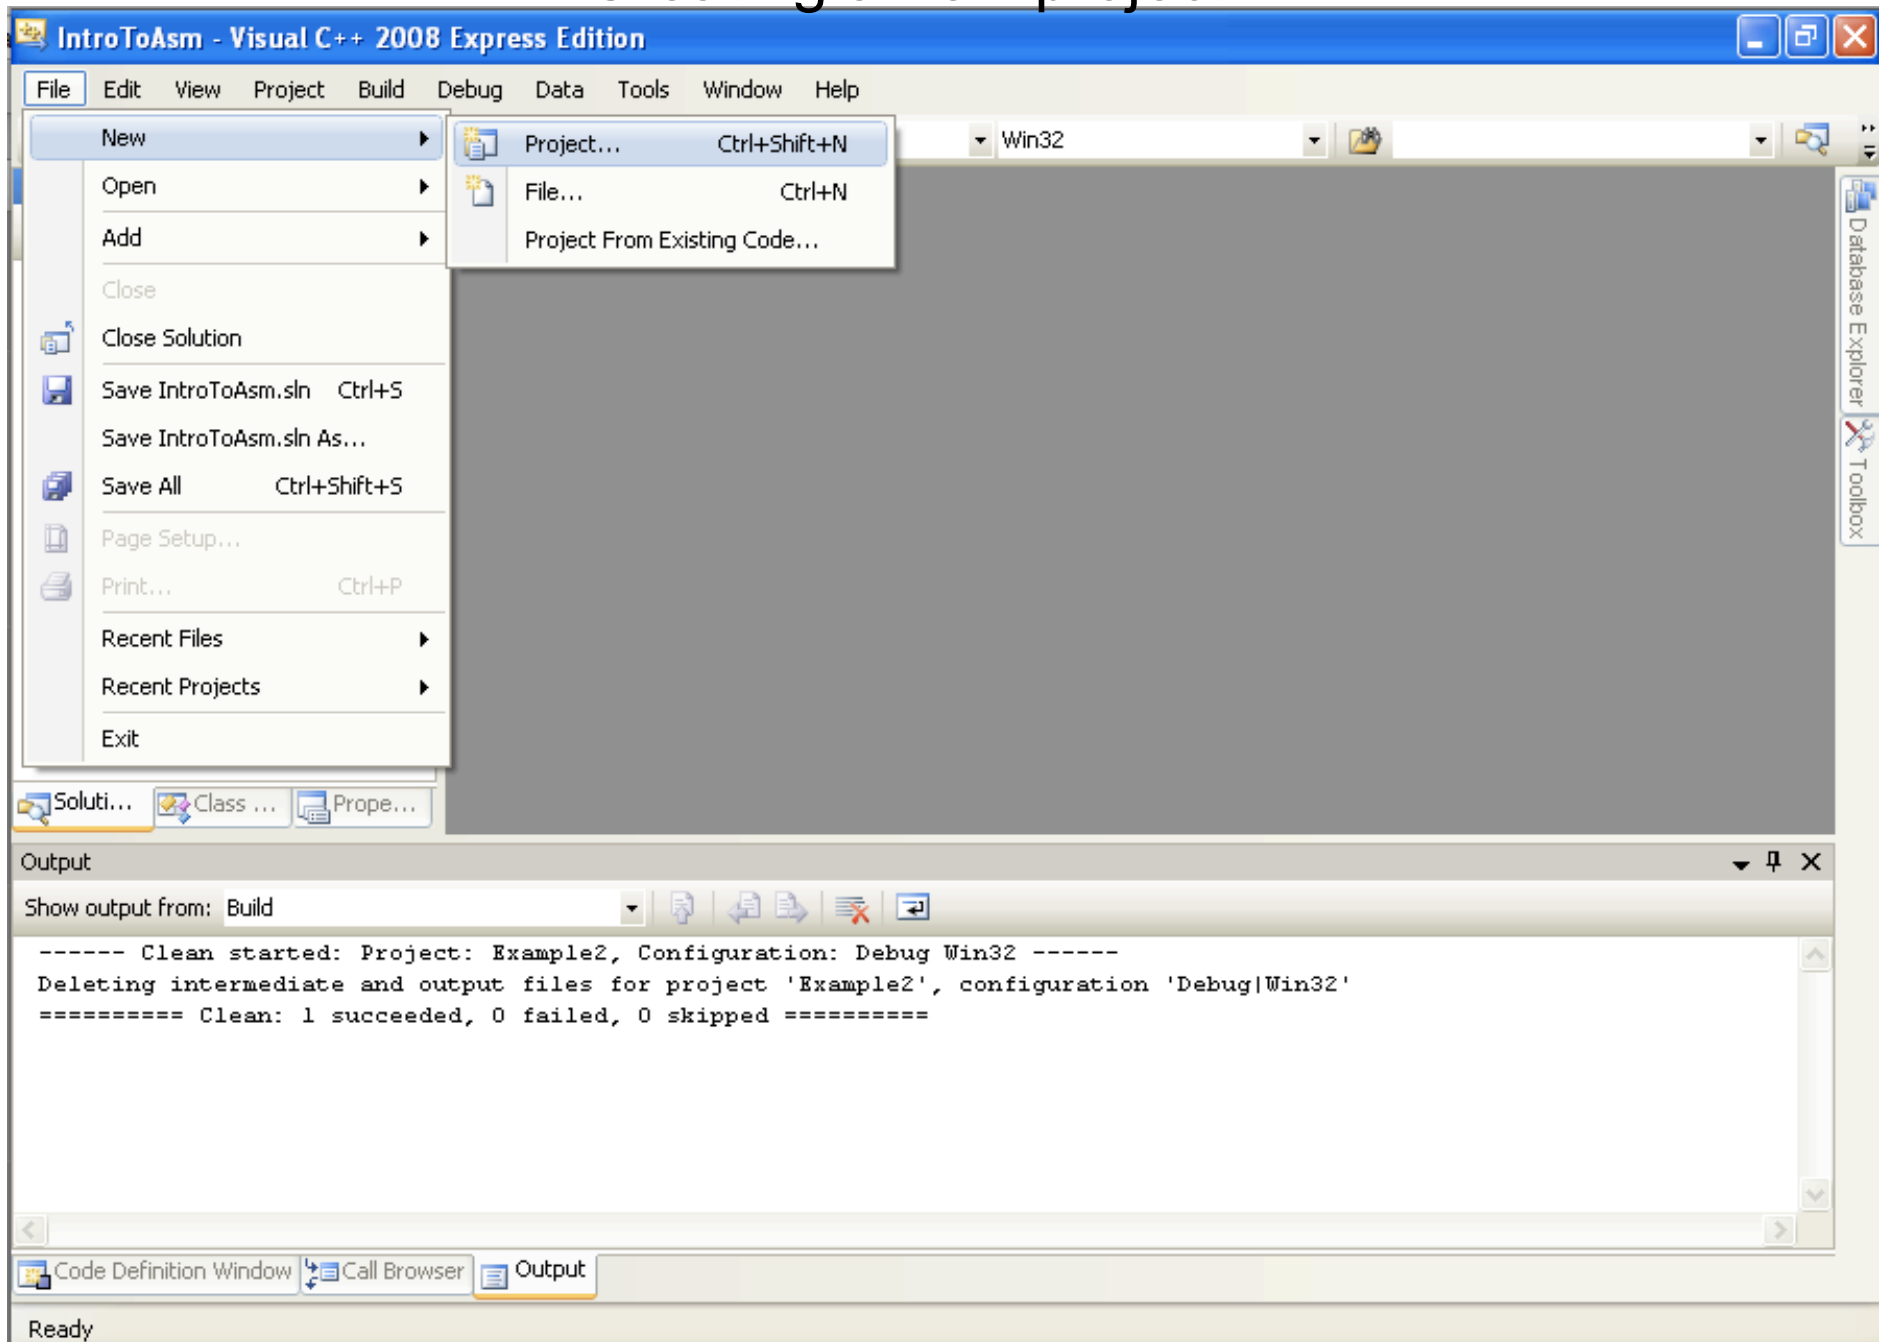 IntroToAsm - Visual C++ 2008 Express Edition
File Edit View Project Build Debug Data Tools Window Help
New
Project... Ctrl+Shift+N
Win32
Open
File... Ctrl+N
Add
Project From Existing Code...
Close
Close Solution
Save IntroToAsm.sln Ctrl+S
Save IntroToAsm.sln As...
Save All Ctrl+Shift+S
Page Setup...
Print... Ctrl+P
Recent Files
Recent Projects
Exit
Database Explorer
Toolbox
Soluti... Class ... Prope...
Output
Show output from: Build
------ Clean started: Project: Example2, Configuration: Debug Win32 ------
Deleting intermediate and output files for project 'Example2', configuration 'Debug|Win32'
========== Clean: 1 succeeded, 0 failed, 0 skipped ==========
Code Definition Window Call Browser Output
Ready